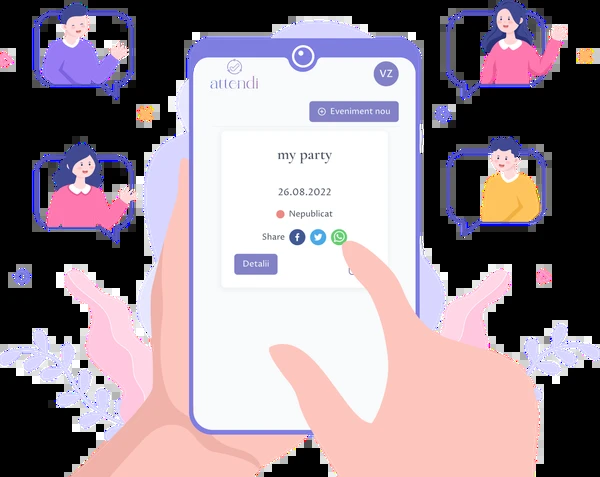 attendi
VZ
Eveniment nou
my party
26.08.2022
Nepublicat
Share
Detalii